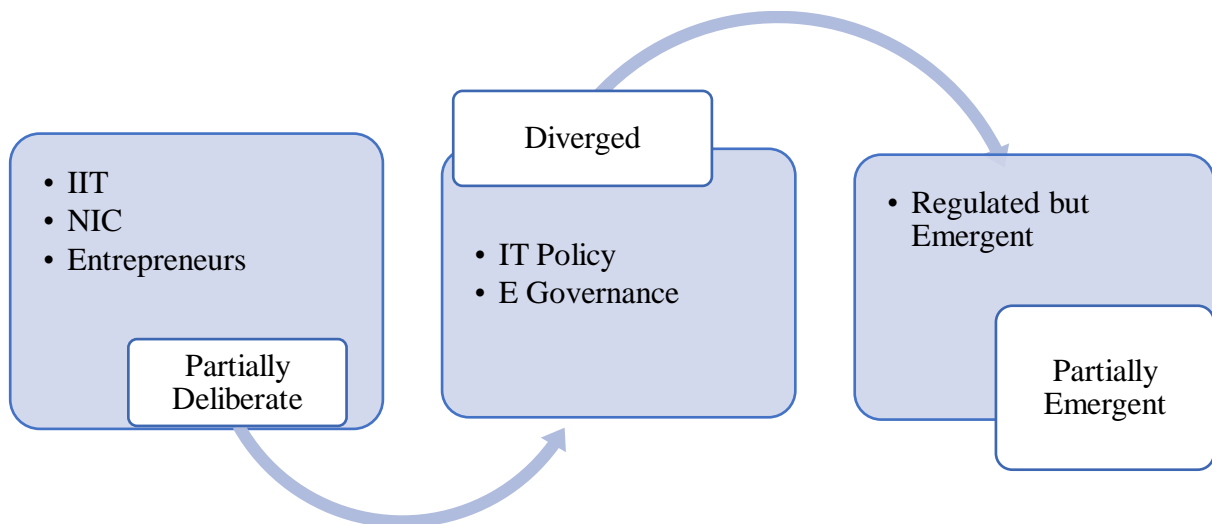 • IIT
• NIC
• Entrepreneurs
Partially
Deliberate
Diverged
• IT Policy
• E Governance
• Regulated but
Emergent
Partially
Emergent